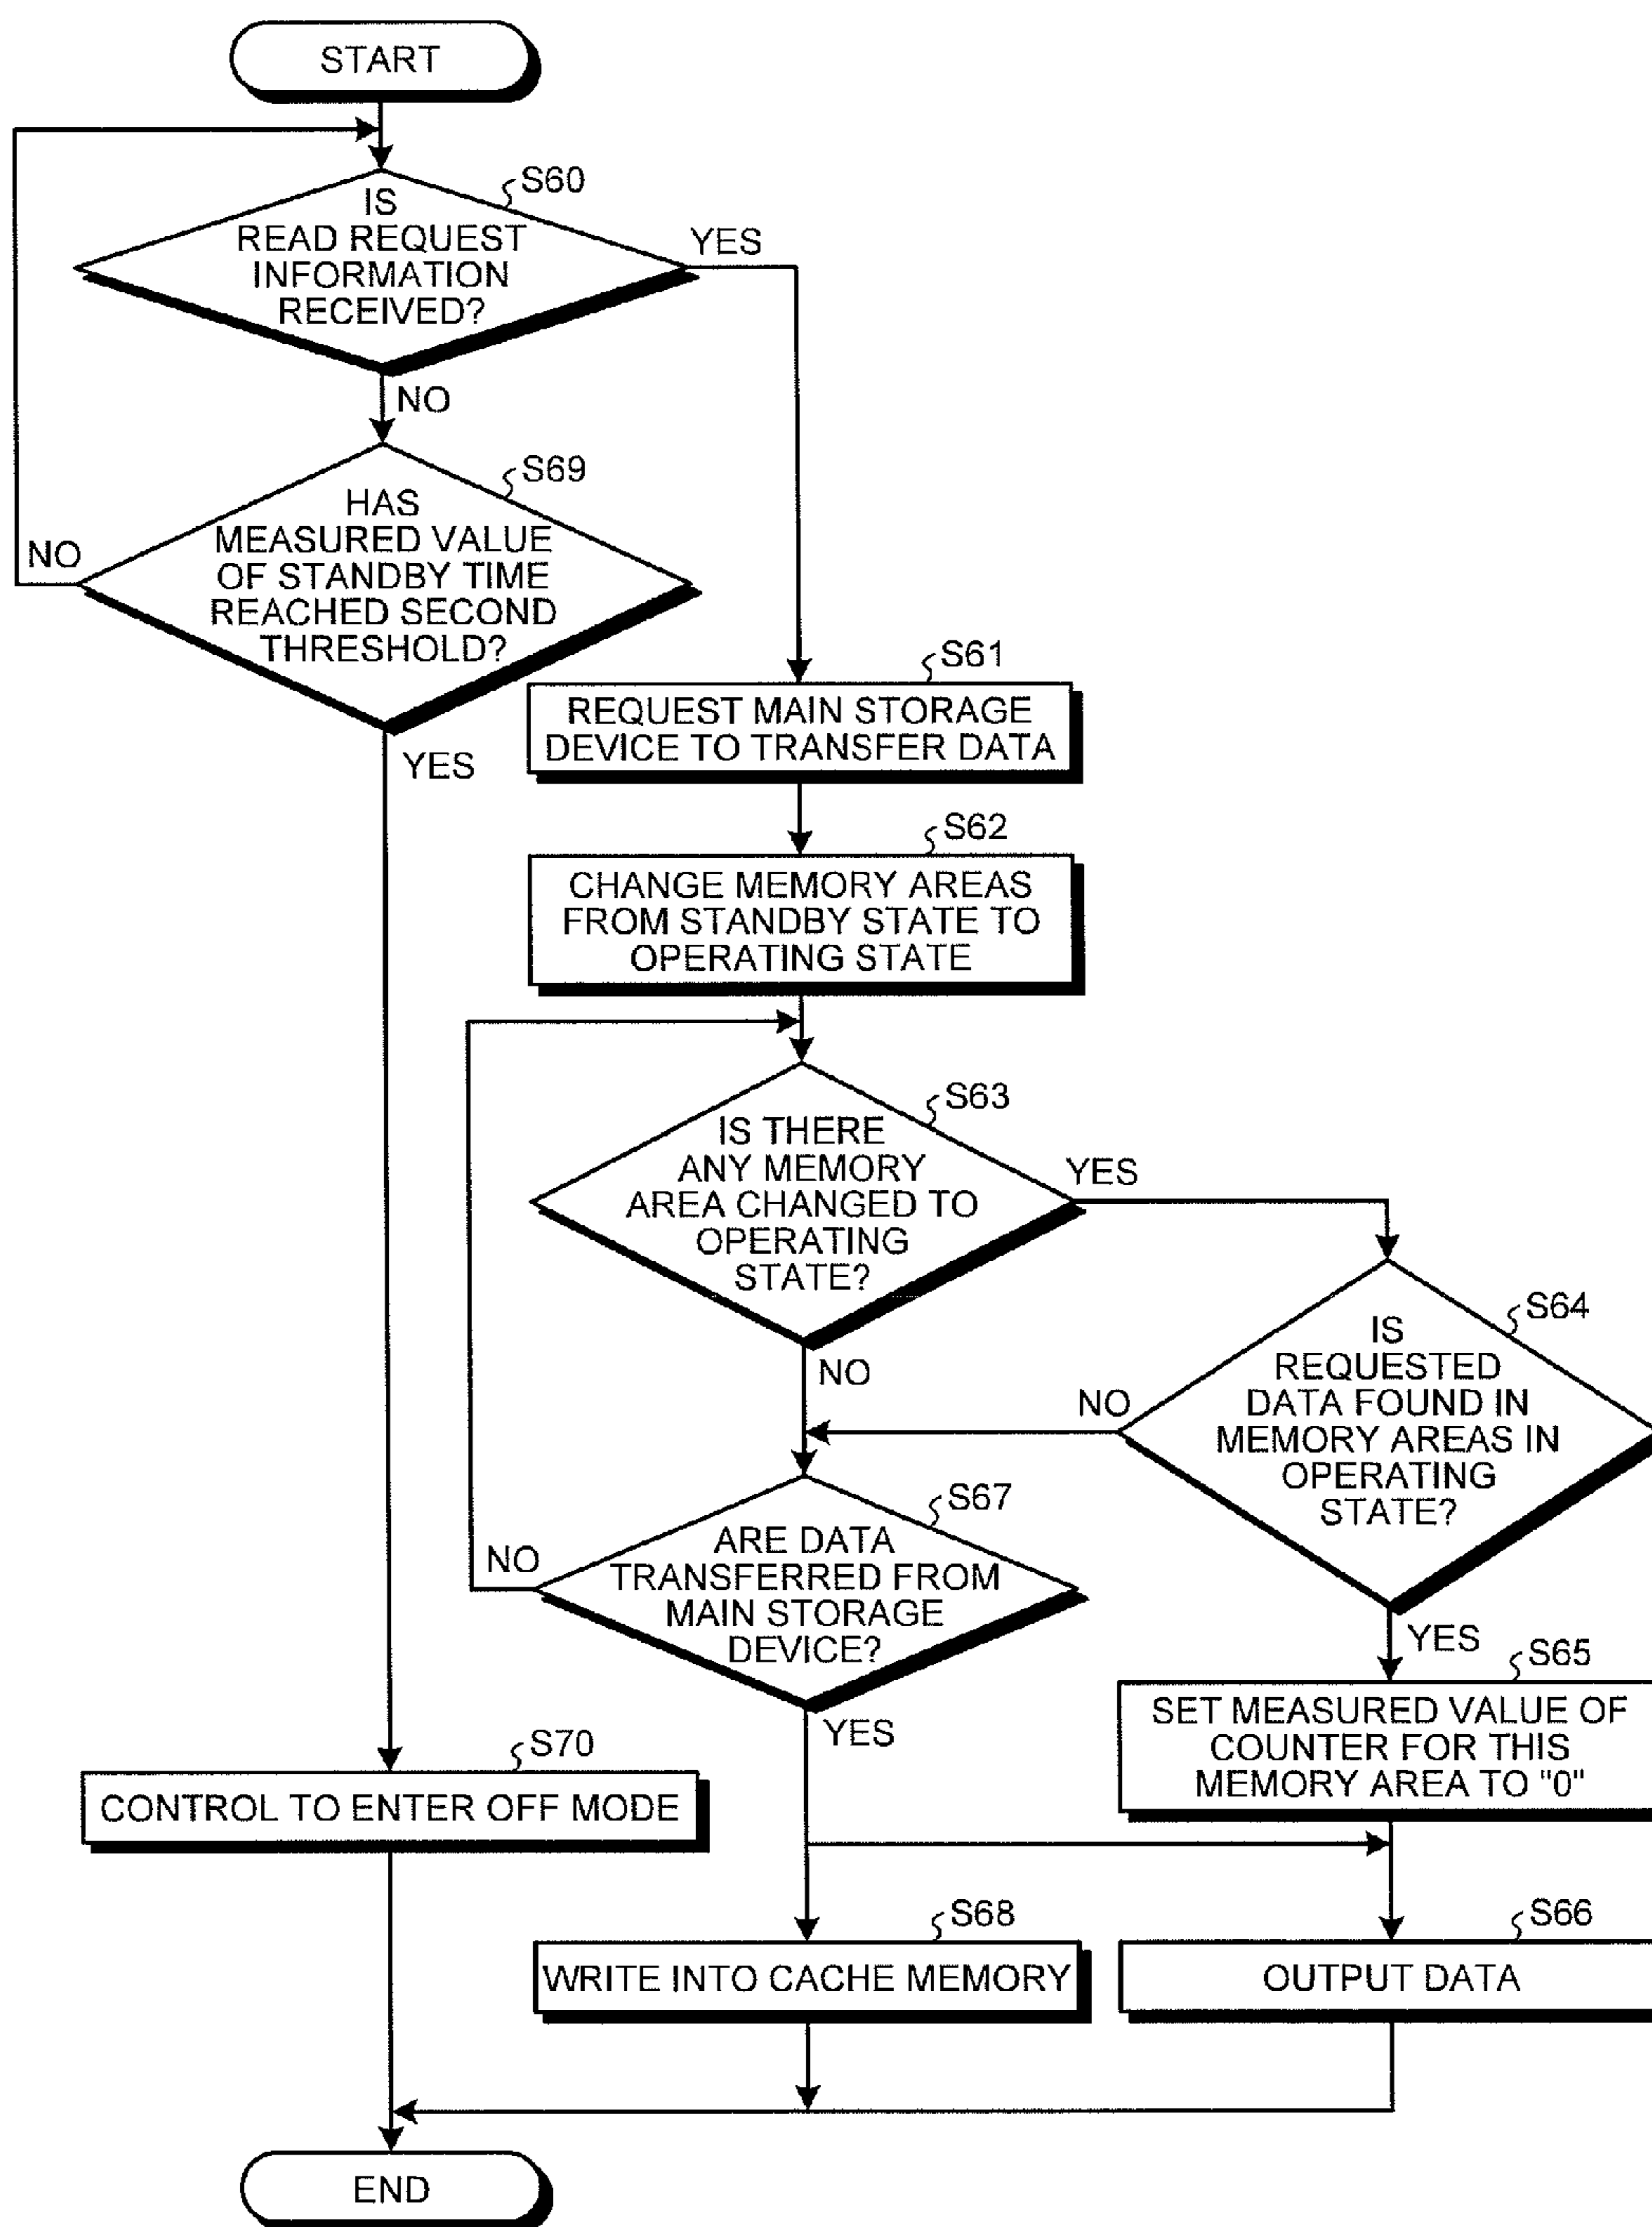 START
S60
IS
READ REQUEST
INFORMATION
RECEIVED?
YES
NO
S69
HAS
MEASURED VALUE
OF STANDBY TIME
REACHED SECOND
THRESHOLD?
NO
YES
S61
REQUEST MAIN STORAGE
DEVICE TO TRANSFER DATA
S62
CHANGE MEMORY AREAS
FROM STANDBY STATE TO
OPERATING STATE
S63
IS THERE
ANY MEMORY
AREA CHANGED TO
OPERATING
STATE?
YES
NO
S64
IS
REQUESTED
DATA FOUND IN
MEMORY AREAS IN
OPERATING
STATE?
NO
YES
S67
ARE DATA
TRANSFERRED FROM
MAIN STORAGE
DEVICE?
NO
YES
S65
SET MEASURED VALUE OF
COUNTER FOR THIS
MEMORY AREA TO "0"
S70
CONTROL TO ENTER OFF MODE
S68
WRITE INTO CACHE MEMORY
S66
OUTPUT DATA
END